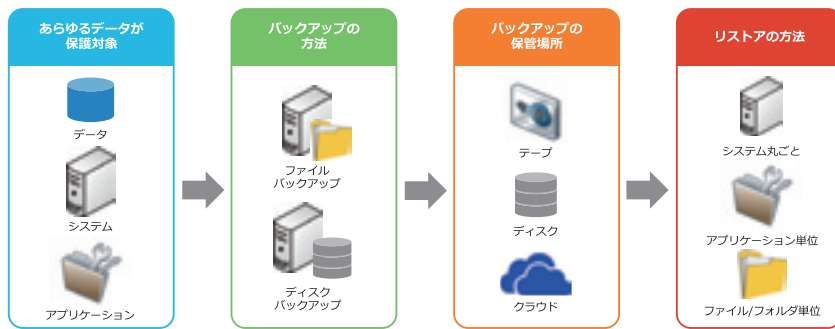 あらゆるデータが
保護対象
データ
システム
アプリケーション
バックアップの
方法
ファイル
バックアップ
ディスク
バックアップ
バックアップの
保管場所
テープ
ディスク
クラウド
リストアの方法
システム丸ごと
アプリケーション単位
ファイル/フォルダ単位